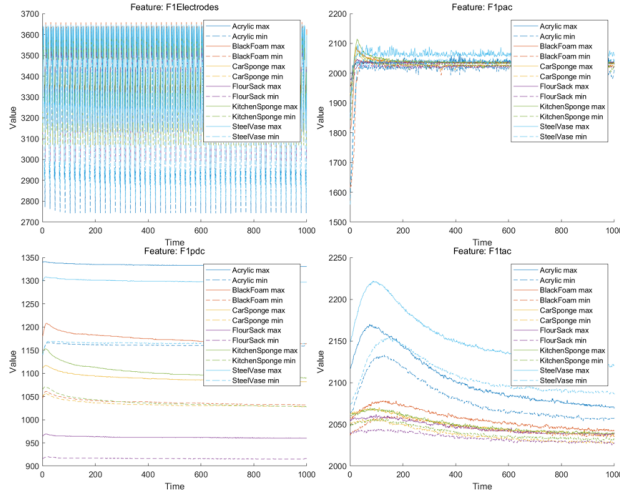 Feature: F1Electrodes
3700
3600
3500
3400
3300
3200
3100
3000
2900
2800
2700
Value
0 200 400 600 800 1000
Time
Acrylic max
Acrylic min
BlackFoam max
BlackFoam min
CarSponge max
CarSponge min
FlourSack max
FlourSack min
KitchenSponge max
KitchenSponge min
SteelVase max
SteelVase min
Feature: F1pac
2200
2100
2000
1900
1800
1700
1600
1500
Value
0 200 400 600 800 1000
Time
Acrylic max
Acrylic min
BlackFoam max
BlackFoam min
CarSponge max
CarSponge min
FlourSack max
FlourSack min
KitchenSponge max
KitchenSponge min
SteelVase max
SteelVase min
Feature: F1pdc
1350
1300
1250
1200
1150
1100
1050
1000
950
900
Value
0 200 400 600 800 1000
Time
Acrylic max
Acrylic min
BlackFoam max
BlackFoam min
CarSponge max
CarSponge min
FlourSack max
FlourSack min
KitchenSponge max
KitchenSponge min
SteelVase max
SteelVase min
Feature: F1tac
2250
2200
2150
2100
2050
2000
Value
0 200 400 600 800 1000
Time
Acrylic max
Acrylic min
BlackFoam max
BlackFoam min
CarSponge max
CarSponge min
FlourSack max
FlourSack min
KitchenSponge max
KitchenSponge min
SteelVase max
SteelVase min